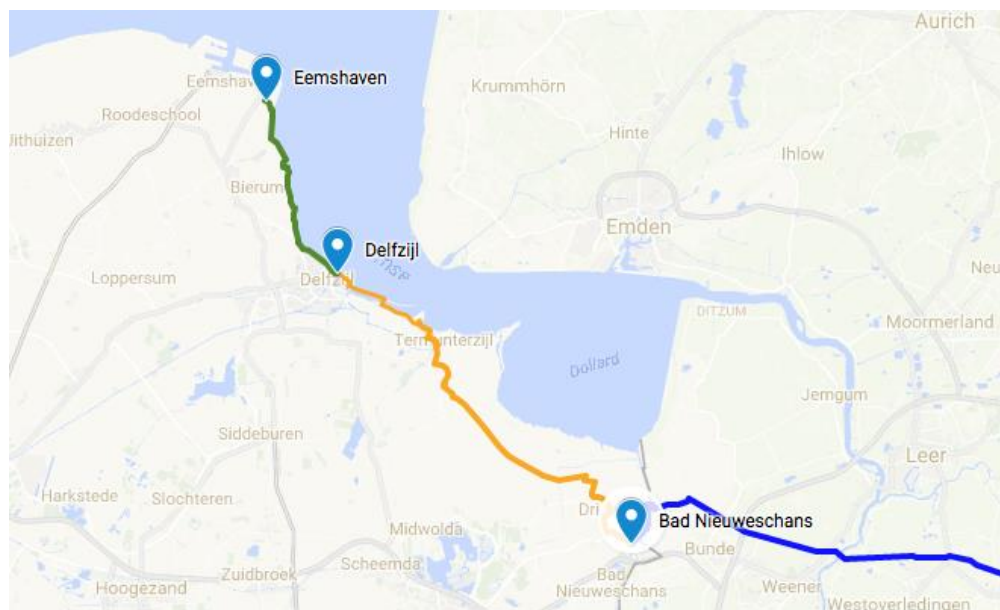 Aurich
Eemshaven
Eemshav
Krummhörn
Roodeschool
Hinte
Uithuizen
Ihlow
Bierum
Emden
Delfzijl
Loppersum
Delfzijl
DITZUM
Moormerland
Termunterzijl
Dollard
Jemgum
Siddeburen
Leer
Harkstede
Slochteren
Dri
Bad Nieuweschans
Midwolda
Bunde
Scheemda
Zuidbroek
Bad
Nieuweschans
Weener
Hoogezand
Westoverledingen